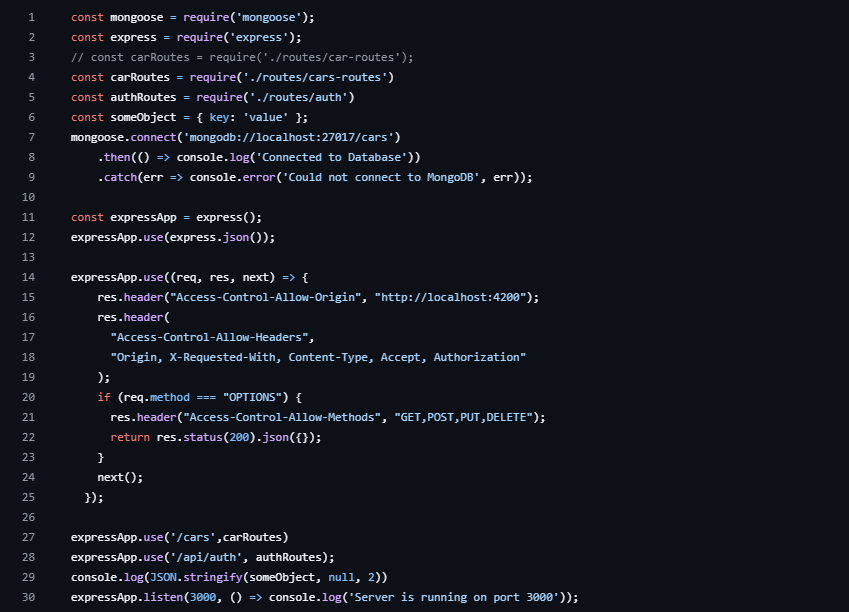 1 const mongoose = require('mongoose');
2 const express = require('express');
3 // const carRoutes = require('./routes/car-routes');
4 const carRoutes = require('./routes/cars-routes')
5 const authRoutes = require('./routes/auth')
6 const someObject = { key: 'value' };
7 mongoose.connect('mongodb://localhost:27017/cars')
8     .then(() => console.log('Connected to Database'))
9     .catch(err => console.error('Could not connect to MongoDB', err));
10
11 const expressApp = express();
12 expressApp.use(express.json());
13
14 expressApp.use((req, res, next) => {
15     res.header("Access-Control-Allow-Origin", "http://localhost:4200");
16     res.header(
17       "Access-Control-Allow-Headers",
18       "Origin, X-Requested-With, Content-Type, Accept, Authorization"
19     );
20     if (req.method === "OPTIONS") {
21       res.header("Access-Control-Allow-Methods", "GET,POST,PUT,DELETE");
22       return res.status(200).json({});
23     }
24     next();
25   });
26
27 expressApp.use('/cars',carRoutes)
28 expressApp.use('/api/auth', authRoutes);
29 console.log(JSON.stringify(someObject, null, 2))
30 expressApp.listen(3000, () => console.log('Server is running on port 3000'));